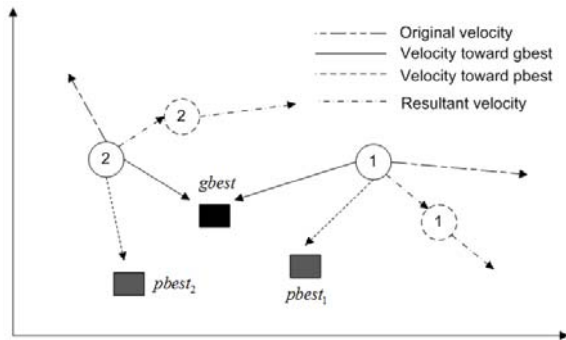 Original velocity
Velocity toward gbest
Velocity toward pbest
Resultant velocity
2
2
1
gbest
1
pbest₂
pbest₁